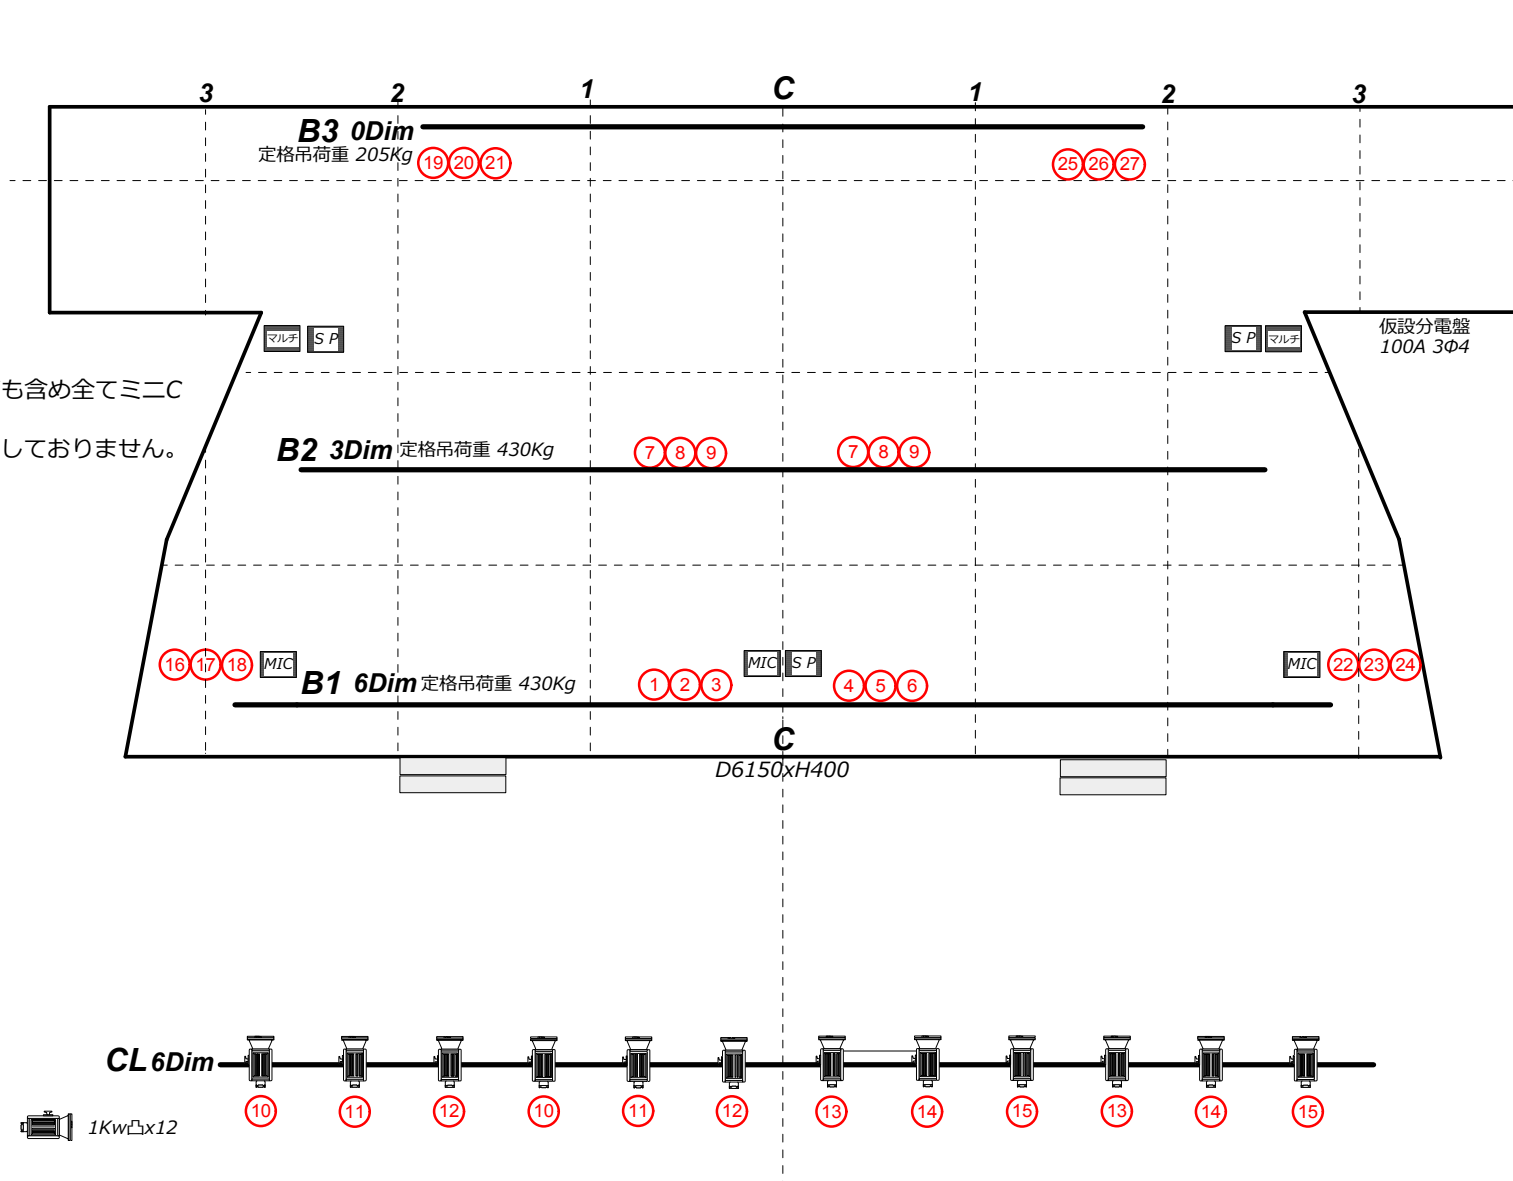 3 2 1 C 1 2 3
B3 0Dim
定格吊荷重 205Kg
19 20 21 25 26 27
マルチ S P S P マルチ
仮設分電盤
100A 3Φ4
も含め全てミニC
しておりません。
B2 3Dim 定格吊荷重 430Kg 7 8 9 7 8 9
16 17 18 MIC MIC S P MIC 22 23 24
B1 6Dim 定格吊荷重 430Kg 1 2 3 4 5 6
C
D6150xH400
CL 6Dim
10 11 12 10 11 12 13 14 15 13 14 15
1Kw凸x12